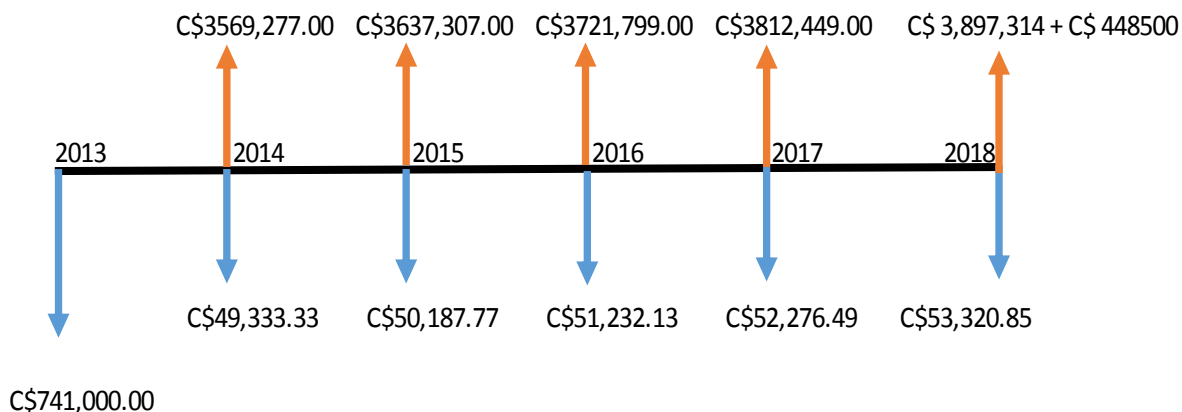 C$3569,277.00 C$3637,307.00 C$3721,799.00 C$3812,449.00 C$ 3,897,314 + C$ 448500
2013 2014 2015 2016 2017 2018
C$49,333.33 C$50,187.77 C$51,232.13 C$52,276.49 C$53,320.85
C$741,000.00